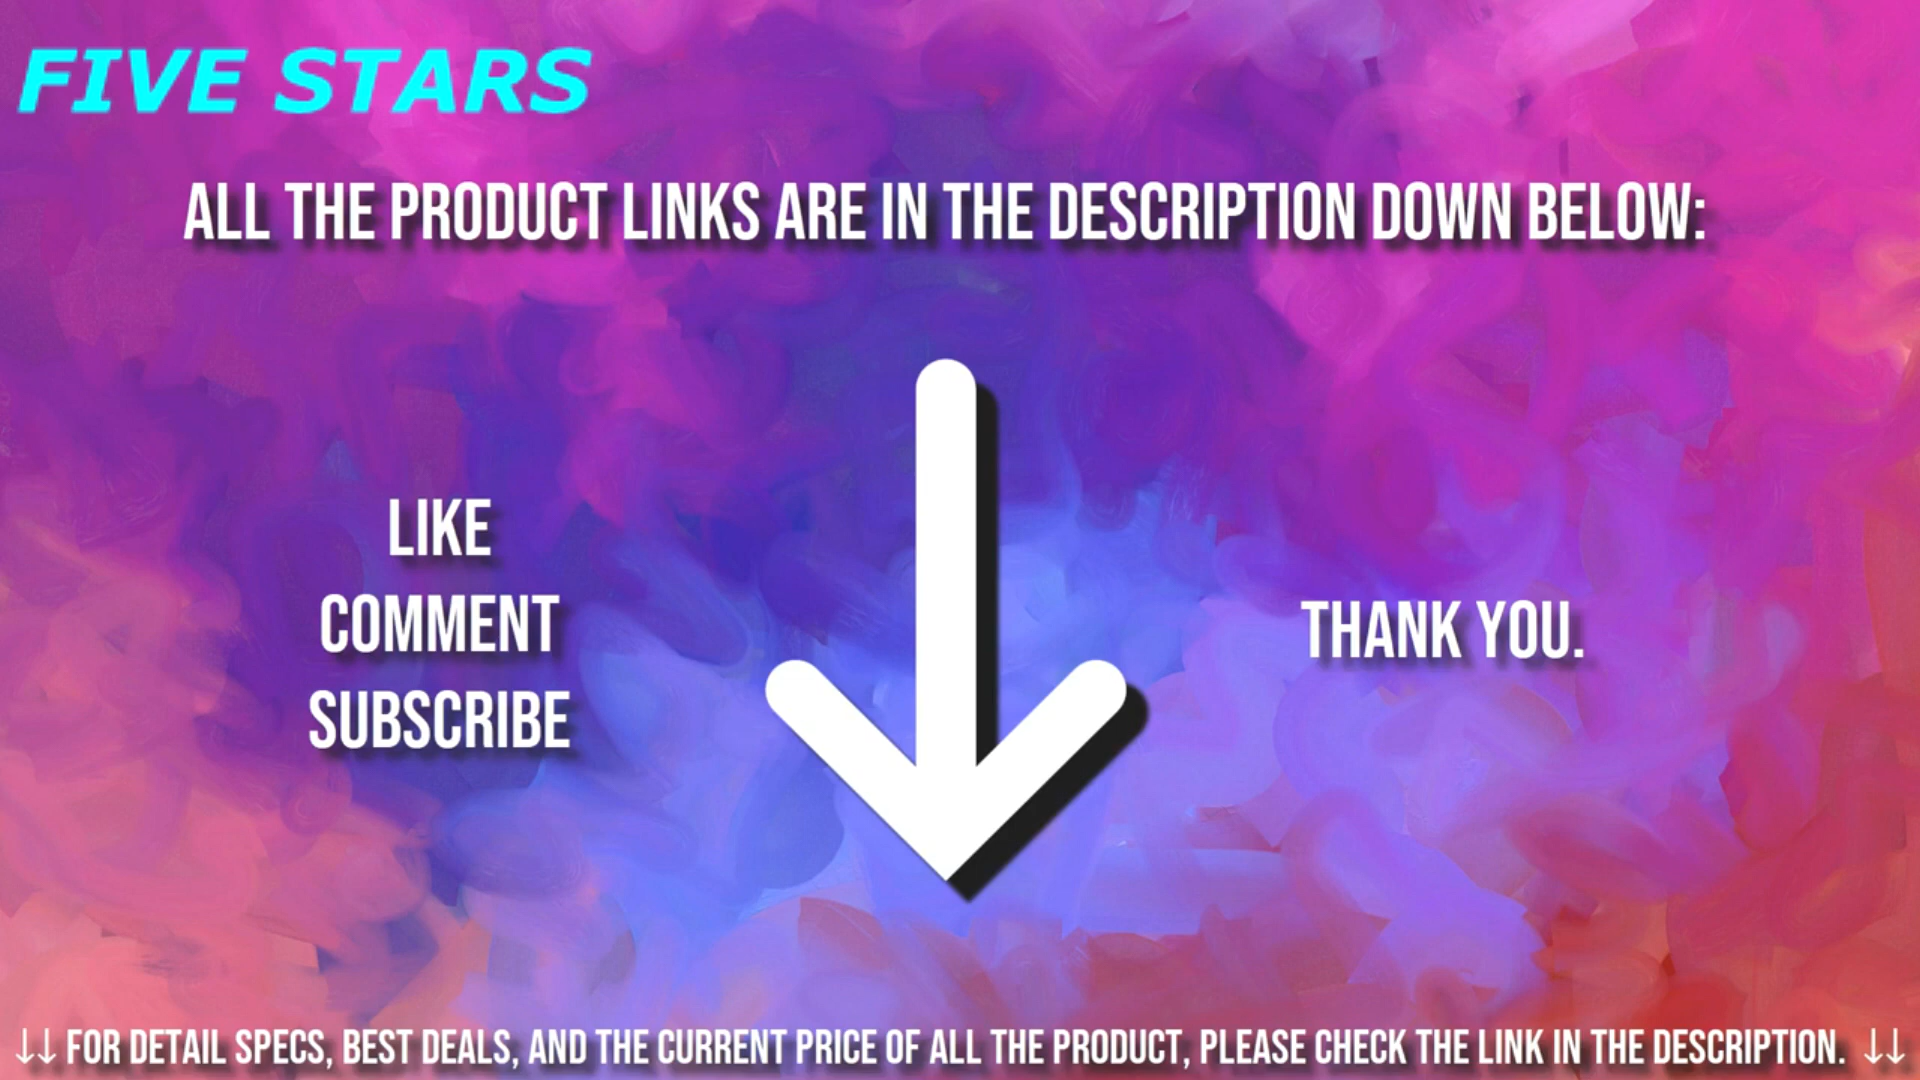 FIVE STARS
ALL THE PRODUCT LINKS ARE IN THE DESCRIPTION DOWN BELOW:
LIKE
COMMENT
SUBSCRIBE
THANK YOU.
↓↓ FOR DETAIL SPECS, BEST DEALS, AND THE CURRENT PRICE OF ALL THE PRODUCT, PLEASE CHECK THE LINK IN THE DESCRIPTION. ↓↓